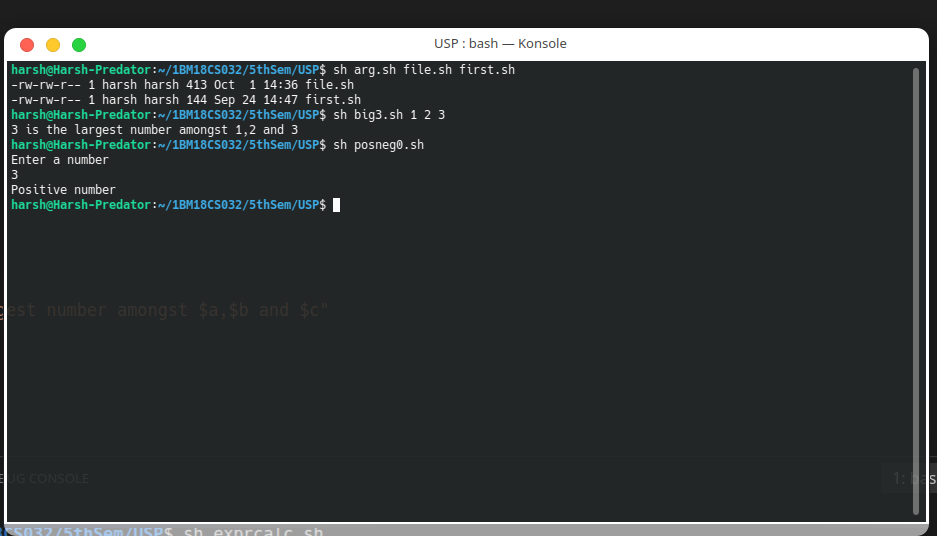 USP : bash — Konsole
harsh@Harsh-Predator:~/1BM18CS032/5thSem/USP$ sh arg.sh file.sh first.sh
-rw-rw-r-- 1 harsh harsh 413 Oct  1 14:36 file.sh
-rw-rw-r-- 1 harsh harsh 144 Sep 24 14:47 first.sh
harsh@Harsh-Predator:~/1BM18CS032/5thSem/USP$ sh big3.sh 1 2 3
3 is the largest number amongst 1,2 and 3
harsh@Harsh-Predator:~/1BM18CS032/5thSem/USP$ sh posneg0.sh
Enter a number
3
Positive number
harsh@Harsh-Predator:~/1BM18CS032/5thSem/USP$
gest number amongst $a,$b and $c"
UG CONSOLE
1: bas
CS032/5thSem/USP$ sh exprcalc.sh